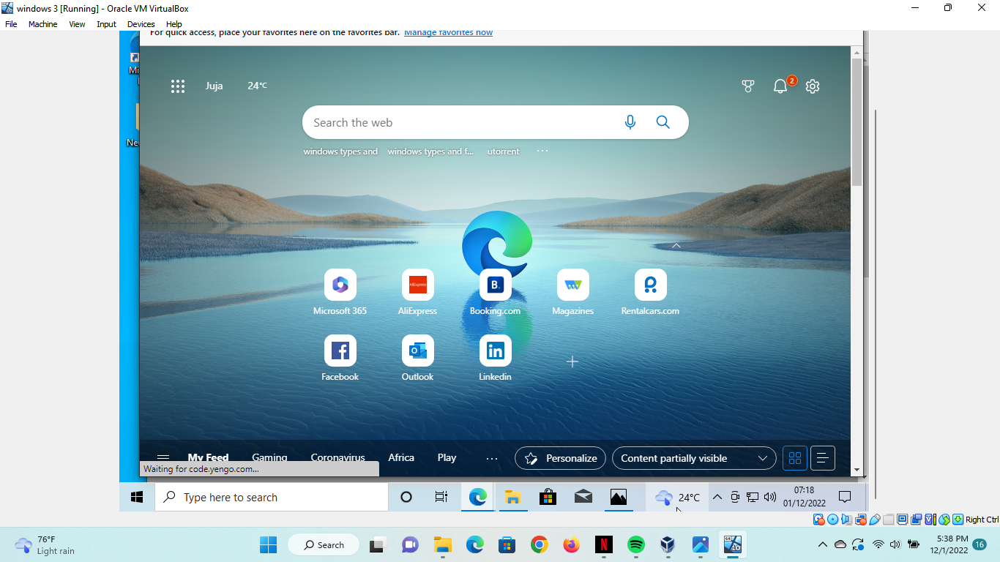 windows 3 [Running] - Oracle VM VirtualBox
File Machine View Input Devices Help
For quick access, place your favorites here on the favorites bar. Manage favorites now
Juja 24°C
2
Search the web
windows types and windows types and f... utorrent ...
Microsoft 365 AliExpress Booking.com Magazines Rentalcars.com
Facebook Outlook Linkedin
My Feed Gaming Coronavirus Africa Play ... Personalize Content partially visible
Waiting for code.yengo.com...
Type here to search
24°C
07:18
01/12/2022
Right Ctrl
76°F
Light rain
Search
5:38 PM
12/1/2022
16